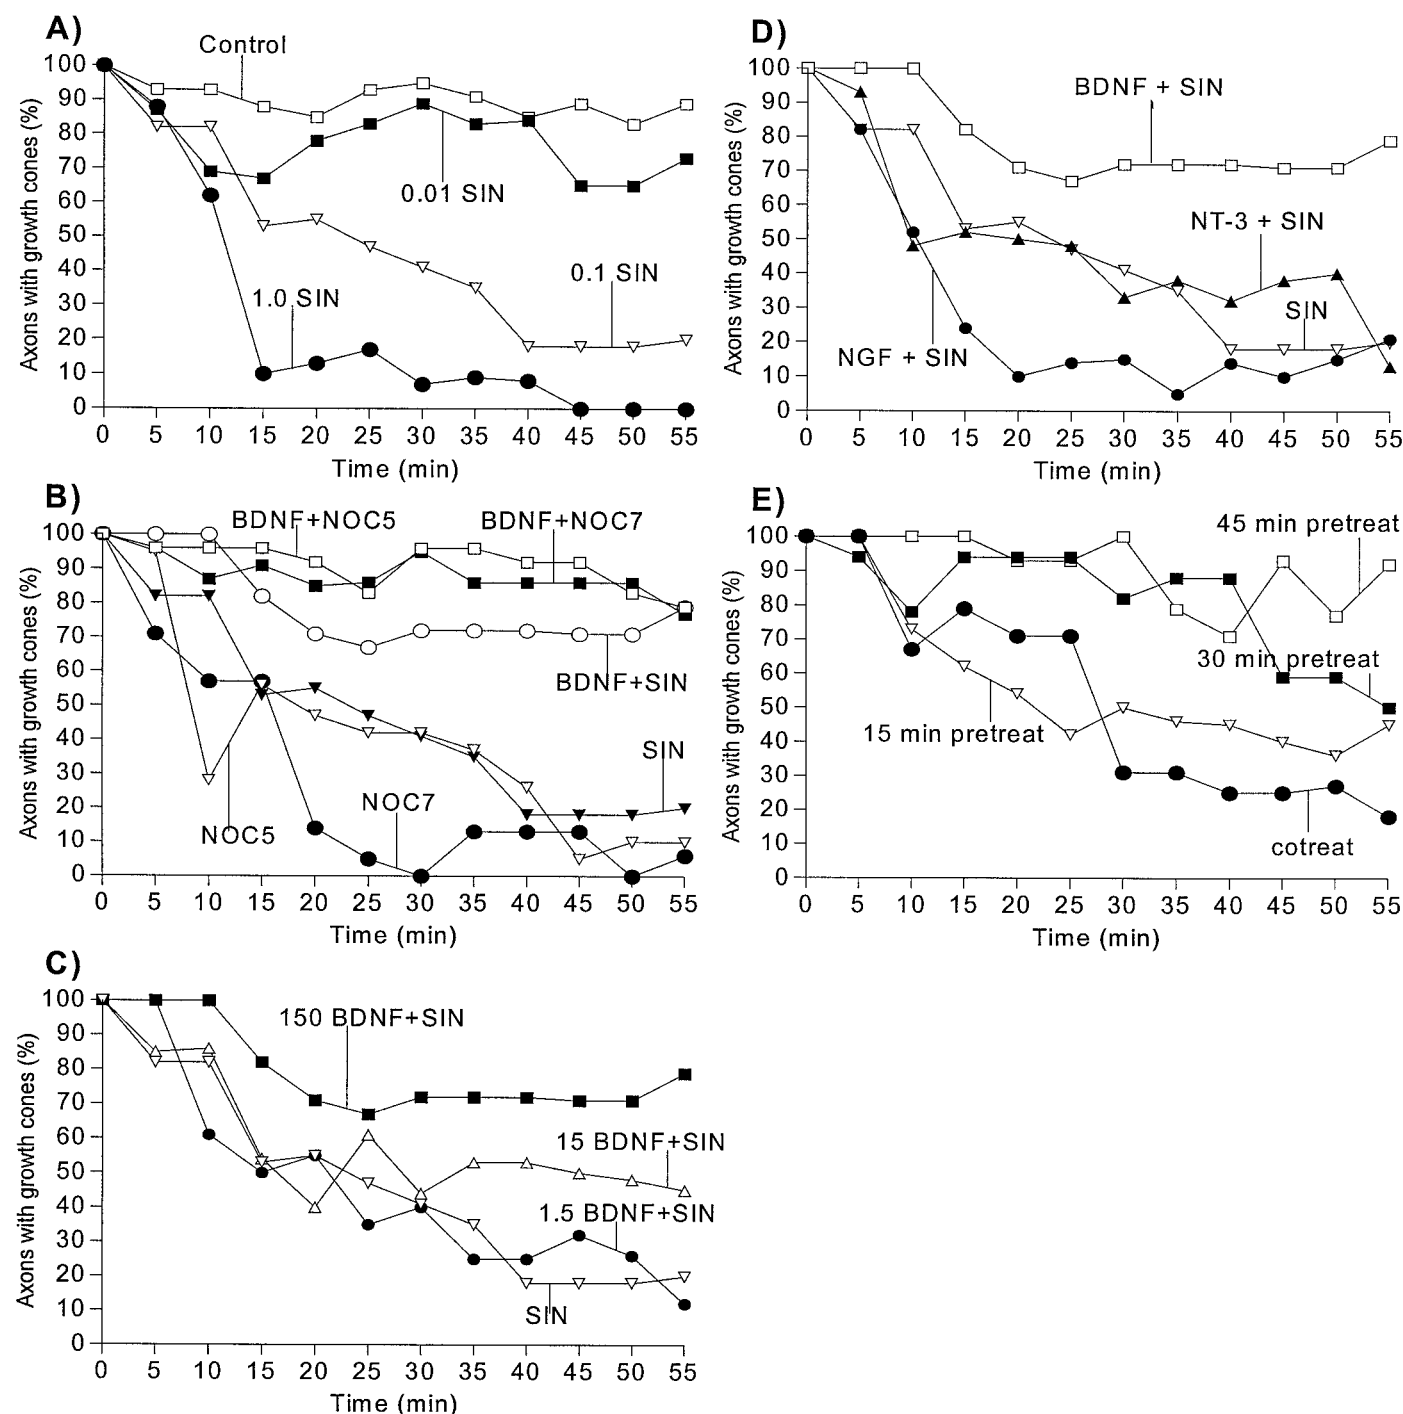 A)
Control
100
90
80
70
60
50
40
30
20
10
0
Axons with growth cones (%)
0.01 SIN
0.1 SIN
1.0 SIN
0 5 10 15 20 25 30 35 40 45 50 55
Time (min)
D)
100
90
80
70
60
50
40
30
20
10
0
Axons with growth cones (%)
BDNF + SIN
NT-3 + SIN
SIN
NGF + SIN
0 5 10 15 20 25 30 35 40 45 50 55
Time (min)
B)
BDNF+NOC5 BDNF+NOC7
100
90
80
70
60
50
40
30
20
10
0
Axons with growth cones (%)
BDNF+SIN
SIN
NOC7
NOC5
0 5 10 15 20 25 30 35 40 45 50 55
Time (min)
E)
45 min pretreat
100
90
80
70
60
50
40
30
20
10
0
Axons with growth cones (%)
30 min pretreat
15 min pretreat
cotreat
0 5 10 15 20 25 30 35 40 45 50 55
Time (min)
C)
100
90
80
70
60
50
40
30
20
10
0
Axons with growth cones (%)
150 BDNF+SIN
15 BDNF+SIN
1.5 BDNF+SIN
SIN
0 5 10 15 20 25 30 35 40 45 50 55
Time (min)